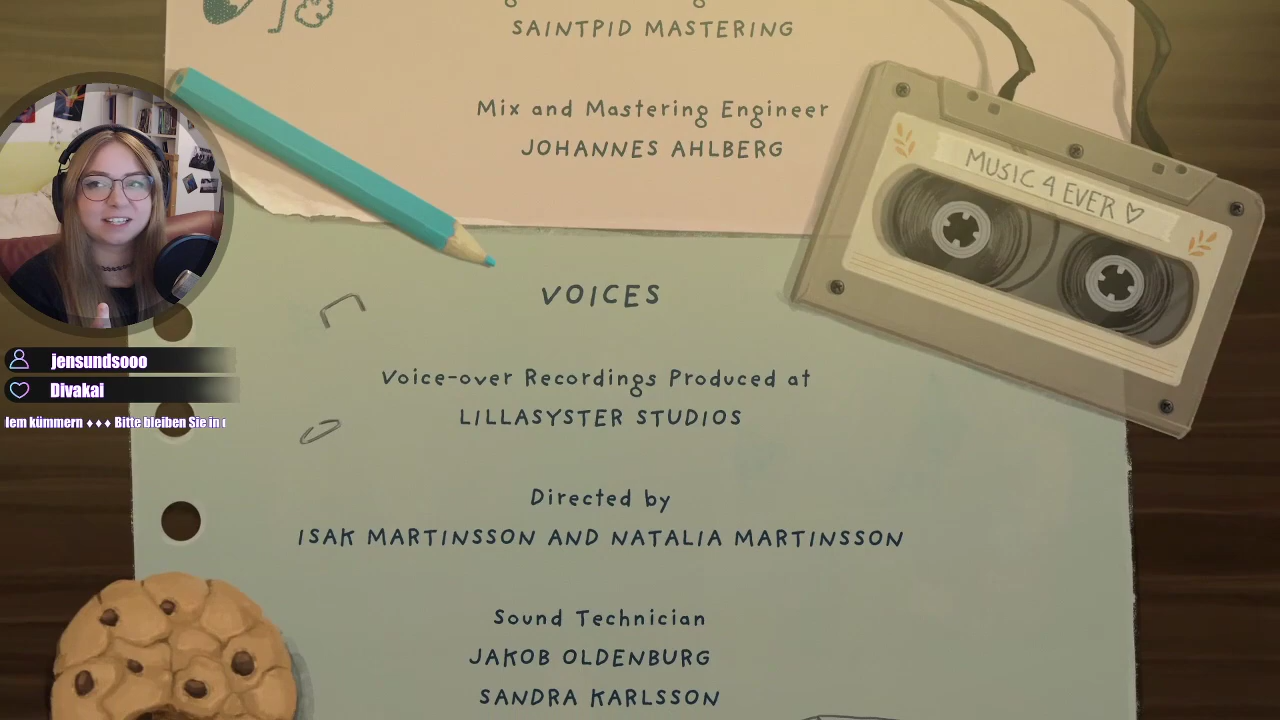 SAINTPID MASTERING
Mix and Mastering Engineer
JOHANNES AHLBERG
MUSIC 4 EVER ♡
VOICES
Voice-over Recordings Produced at
LILLASYSTER STUDIOS
jensundsooo
Divakai
lem kümmern ♦♦♦ Bitte bleiben Sie in
Directed by
ISAK MARTINSSON AND NATALIA MARTINSSON
Sound Technician
JAKOB OLDENBURG
SANDRA KARLSSON